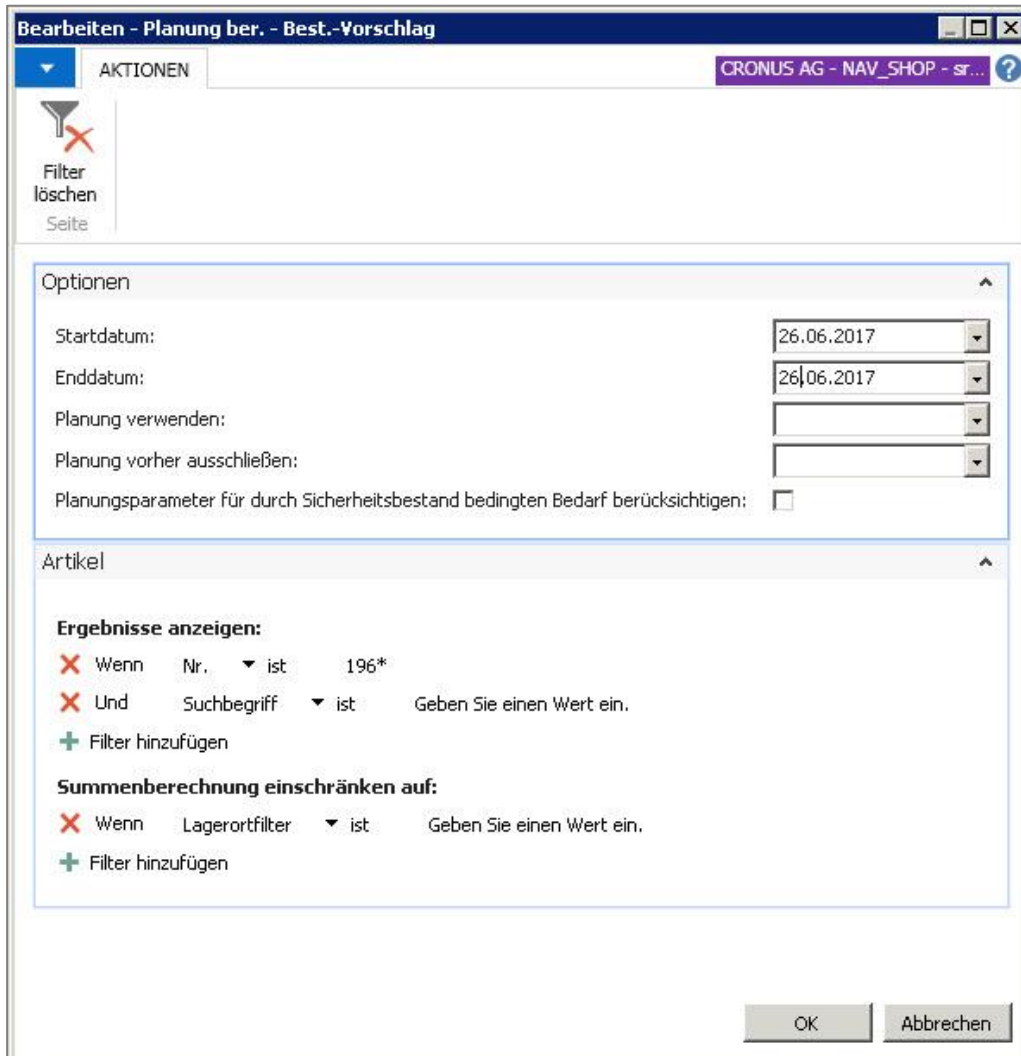 Bearbeiten - Planung ber. - Best.-Vorschlag
AKTIONEN
CRONUS AG - NAV_SHOP - sr... ?
Filter
löschen
Seite
Optionen
Startdatum: 26.06.2017
Enddatum: 26.06.2017
Planung verwenden:
Planung vorher ausschließen:
Planungsparameter für durch Sicherheitsbestand bedingten Bedarf berücksichtigen:
Artikel
Ergebnisse anzeigen:
Wenn Nr. ist 196*
Und Suchbegriff ist Geben Sie einen Wert ein.
Filter hinzufügen
Summenberechnung einschränken auf:
Wenn Lagerortfilter ist Geben Sie einen Wert ein.
Filter hinzufügen
OK Abbrechen